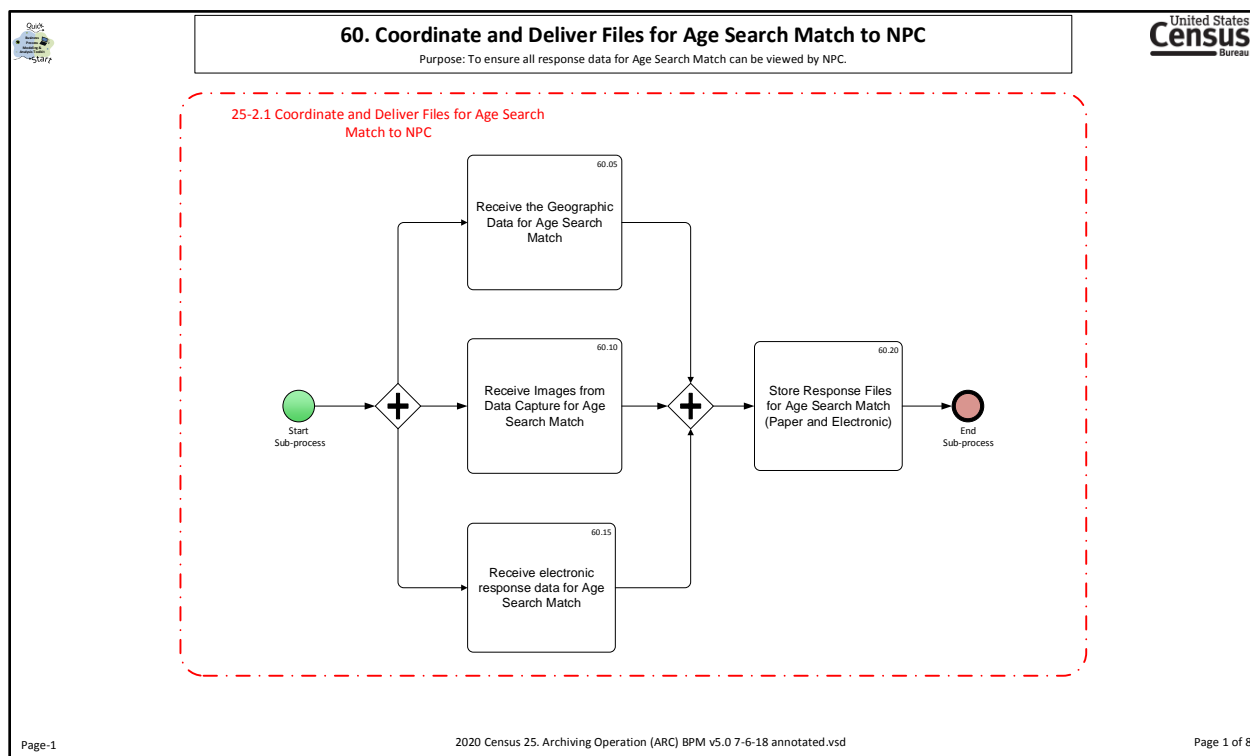 Quick
Business
Process
Modeling &
Analysis Toolkit
Start
60. Coordinate and Deliver Files for Age Search Match to NPC
Purpose: To ensure all response data for Age Search Match can be viewed by NPC.
United States
Census
Bureau
25-2.1 Coordinate and Deliver Files for Age Search
Match to NPC
60.05
Receive the Geographic
Data for Age Search
Match
60.10
Receive Images from
Data Capture for Age
Search Match
60.20
Store Response Files
for Age Search Match
(Paper and Electronic)
Start
Sub-process
End
Sub-process
60.15
Receive electronic
response data for Age
Search Match
Page-1
2020 Census 25. Archiving Operation (ARC) BPM v5.0 7-6-18 annotated.vsd
Page 1 of 8